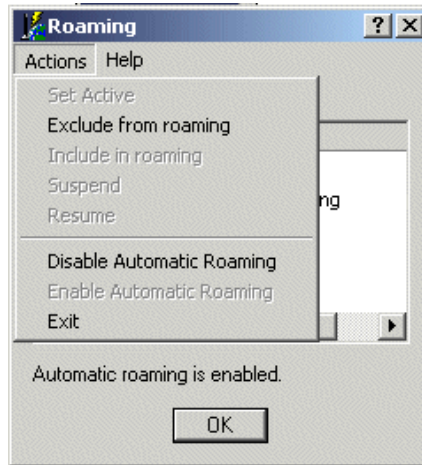 Roaming
Actions Help
Set Active
Exclude from roaming
Include in roaming
Suspend
Resume
Disable Automatic Roaming
Enable Automatic Roaming
Exit
Automatic roaming is enabled.
OK